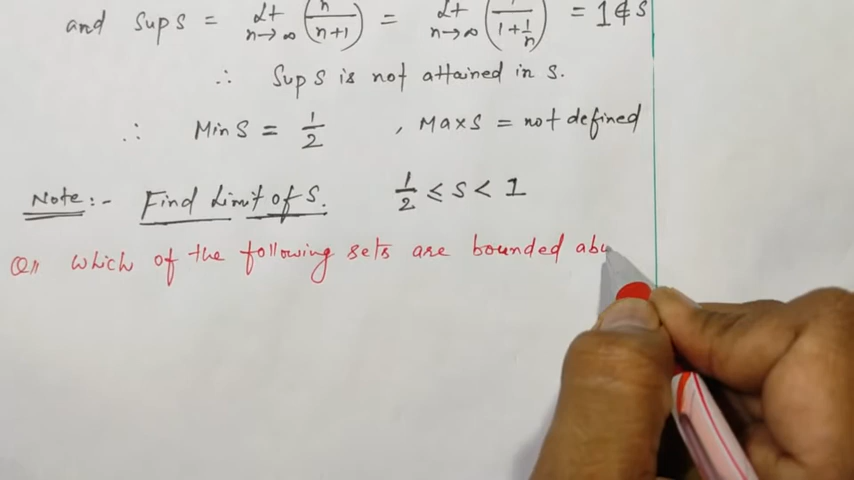 and Sup S = Lt n→∞ (n/(n+1)) = Lt n→∞ (1/(1+1/n)) = 1 ∉ S
∴ Sup S is not attained in S.
∴ Min S = 1/2 , Max S = not defined
Note:- Find Limit of S. 1/2 ≤ S < 1
Q// which of the following sets are bounded abo